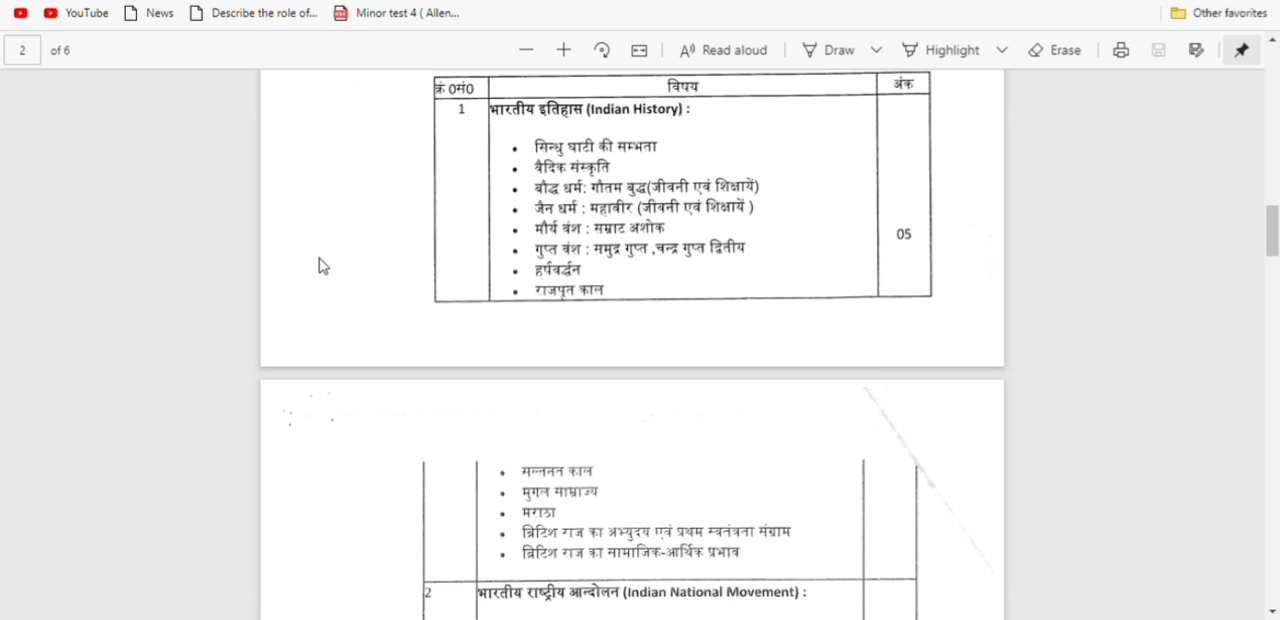 YouTube News Describe the role of... Minor test 4 ( Allen... Other favorites
2 of 6 Read aloud Draw Highlight Erase
क्रं 0सं0 विषय अंक
1 भारतीय इतिहास (Indian History) :
• सिन्धु घाटी की सम्भता
• वैदिक संस्कृति
• बौद्ध धर्म: गौतम बुद्ध(जीवनी एवं शिक्षायें)
• जैन धर्म : महावीर (जीवनी एवं शिक्षायें )
• मौर्य वंश : सम्राट अशोक
05
• गुप्त वंश : समुद्र गुप्त ,चन्द्र गुप्त द्वितीय
• हर्षवर्द्धन
• राजपूत काल
• सल्तनत काल
• मुगल साम्राज्य
• मराठा
• ब्रिटिश राज का अभ्युदय एवं प्रथम स्वतंत्रता संग्राम
• ब्रिटिश राज का सामाजिक-आर्थिक प्रभाव
2 भारतीय राष्ट्रीय आन्दोलन (Indian National Movement) :